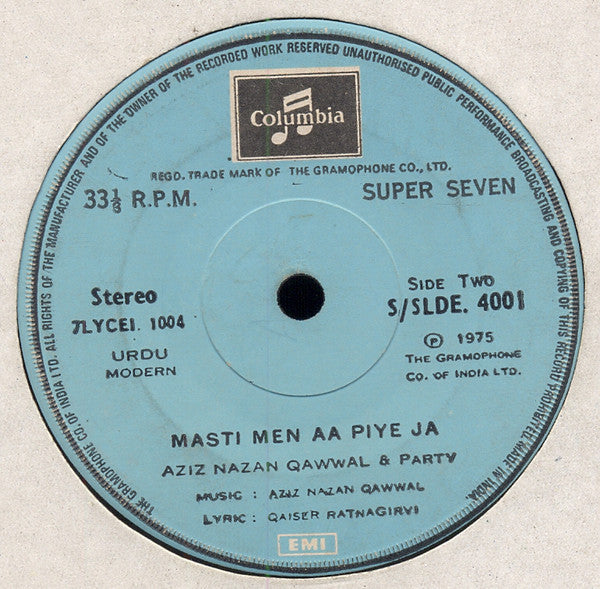 THE GRAMOPHONE CO. OF INDIA LTD. ALL RIGHTS OF THE MANUFACTURER AND OF THE OWNER OF THE RECORDED WORK RESERVED UNAUTHORISED PUBLIC PERFORMANCE BROADCASTING AND COPYING OF THIS RECORD PROHIBITED. MADE IN INDIA.
Columbia
REGD. TRADE MARK OF THE GRAMOPHONE CO., LTD.
33⅓ R.P.M.
SUPER SEVEN
Stereo
7LYCEI. 1004
URDU
MODERN
SIDE TWO
S/SLDE. 4001
℗ 1975
THE GRAMOPHONE
CO. OF INDIA LTD.
MASTI MEN AA PIYE JA
AZIZ NAZAN QAWWAL & PARTY
MUSIC : AZIZ NAZAN QAWWAL
LYRIC : QAISER RATNAGIRVI
EMI